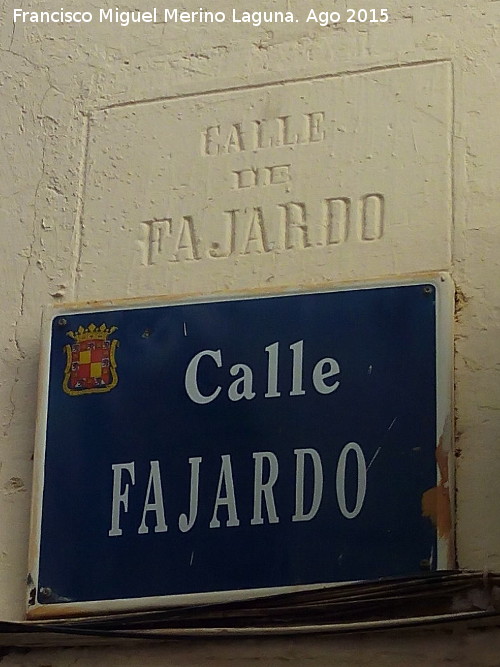 Francisco Miguel Merino Laguna. Ago 2015
CALLE
DE
FAJARDO
Calle
FAJARDO